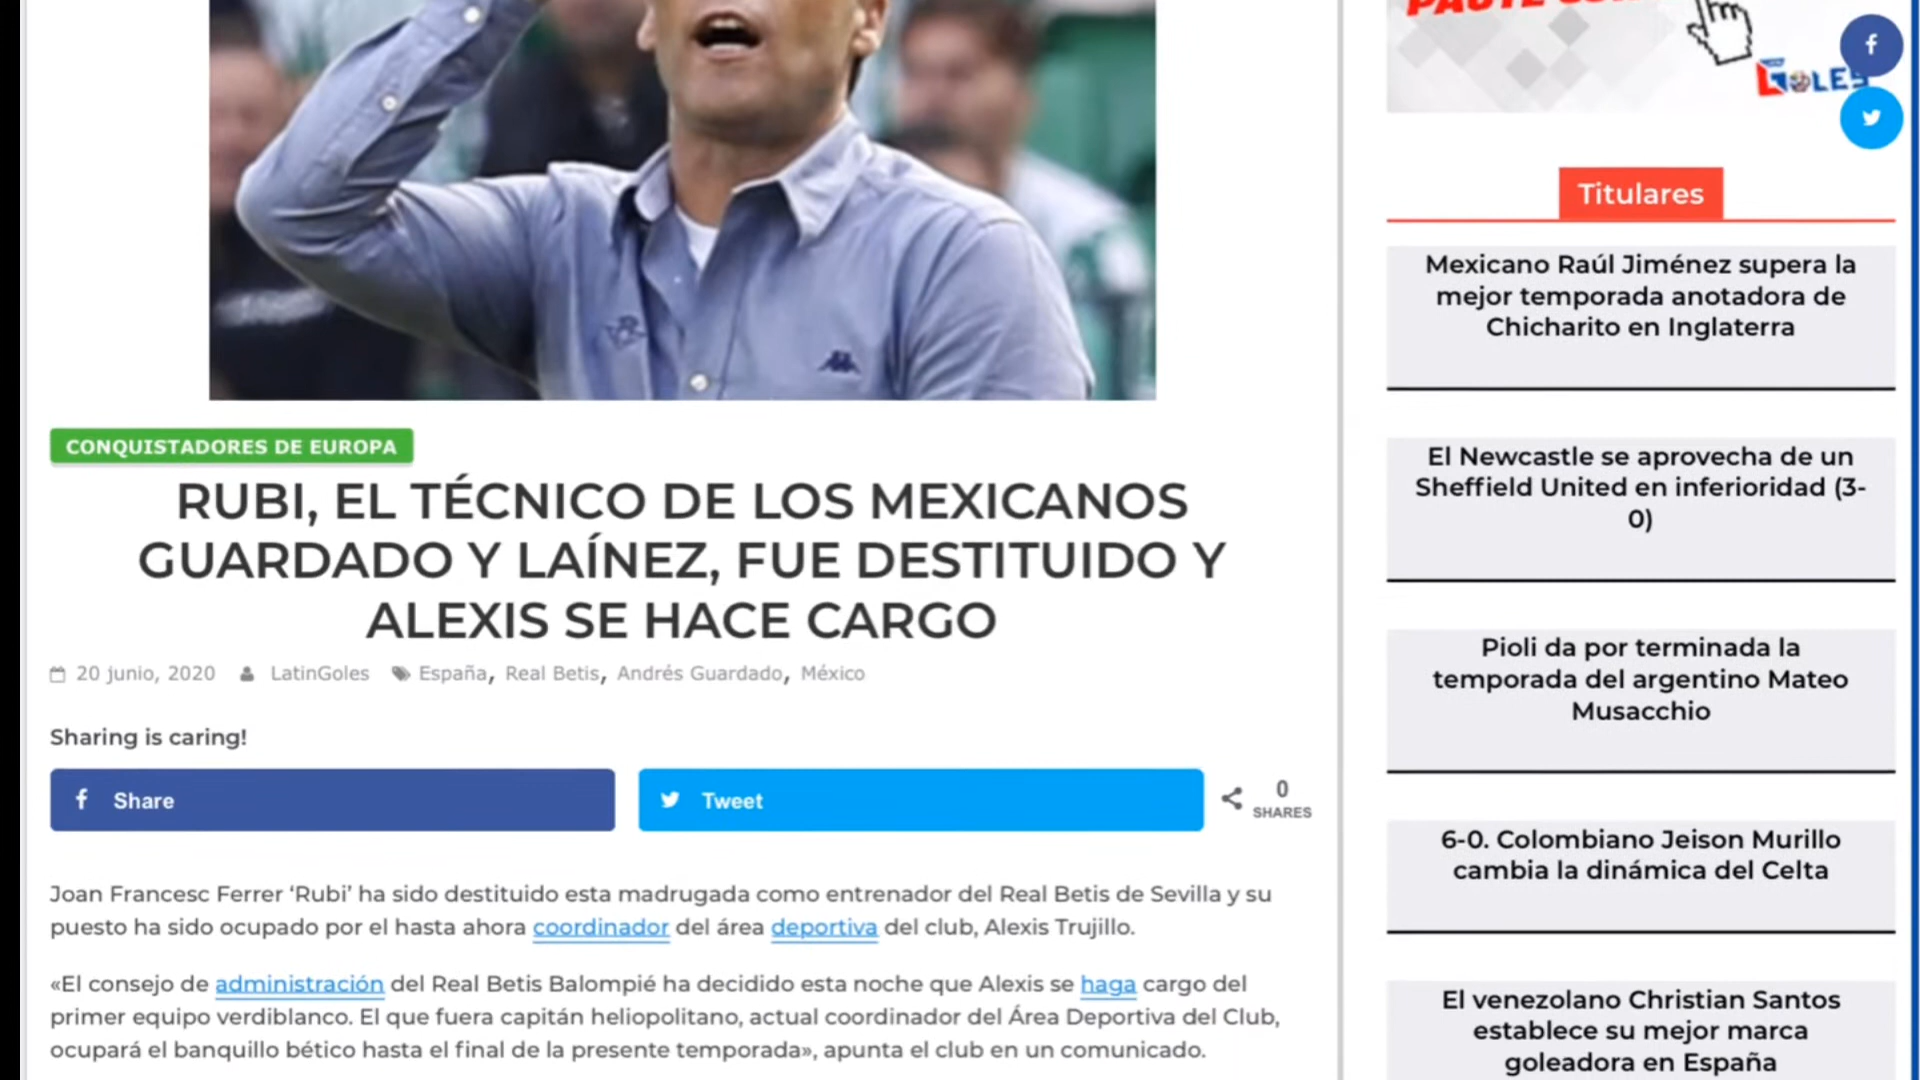 GOLES
Titulares
Mexicano Raúl Jiménez supera la
mejor temporada anotadora de
Chicharito en Inglaterra
El Newcastle se aprovecha de un
Sheffield United en inferioridad (3-
0)
Pioli da por terminada la
temporada del argentino Mateo
Musacchio
6-0. Colombiano Jeison Murillo
cambia la dinámica del Celta
El venezolano Christian Santos
establece su mejor marca
goleadora en España
CONQUISTADORES DE EUROPA
RUBI, EL TÉCNICO DE LOS MEXICANOS
GUARDADO Y LAÍNEZ, FUE DESTITUIDO Y
ALEXIS SE HACE CARGO
20 junio, 2020 LatinGoles España, Real Betis, Andrés Guardado, México
Sharing is caring!
Share
Tweet
0
SHARES
Joan Francesc Ferrer ‘Rubi’ ha sido destituido esta madrugada como entrenador del Real Betis de Sevilla y su
puesto ha sido ocupado por el hasta ahora coordinador del área deportiva del club, Alexis Trujillo.
«El consejo de administración del Real Betis Balompié ha decidido esta noche que Alexis se haga cargo del
primer equipo verdiblanco. El que fuera capitán heliopolitano, actual coordinador del Área Deportiva del Club,
ocupará el banquillo bético hasta el final de la presente temporada», apunta el club en un comunicado.